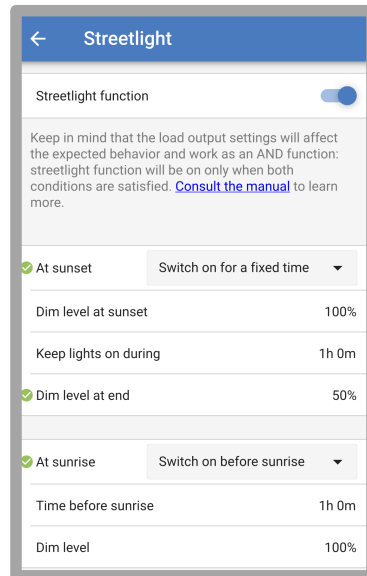 Streetlight
Streetlight function
Keep in mind that the load output settings will affect
the expected behavior and work as an AND function:
streetlight function will be on only when both
conditions are satisfied. Consult the manual to learn
more.
At sunset Switch on for a fixed time
Dim level at sunset 100%
Keep lights on during 1h 0m
Dim level at end 50%
At sunrise Switch on before sunrise
Time before sunrise 1h 0m
Dim level 100%